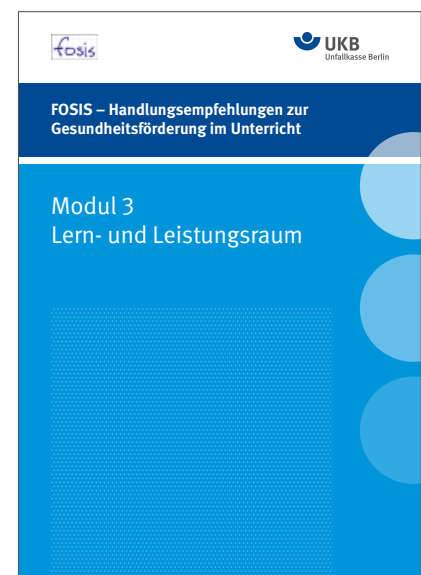 fosis
UKB
Unfallkasse Berlin
FOSIS – Handlungsempfehlungen zur
Gesundheitsförderung im Unterricht
Modul 3
Lern- und Leistungsraum